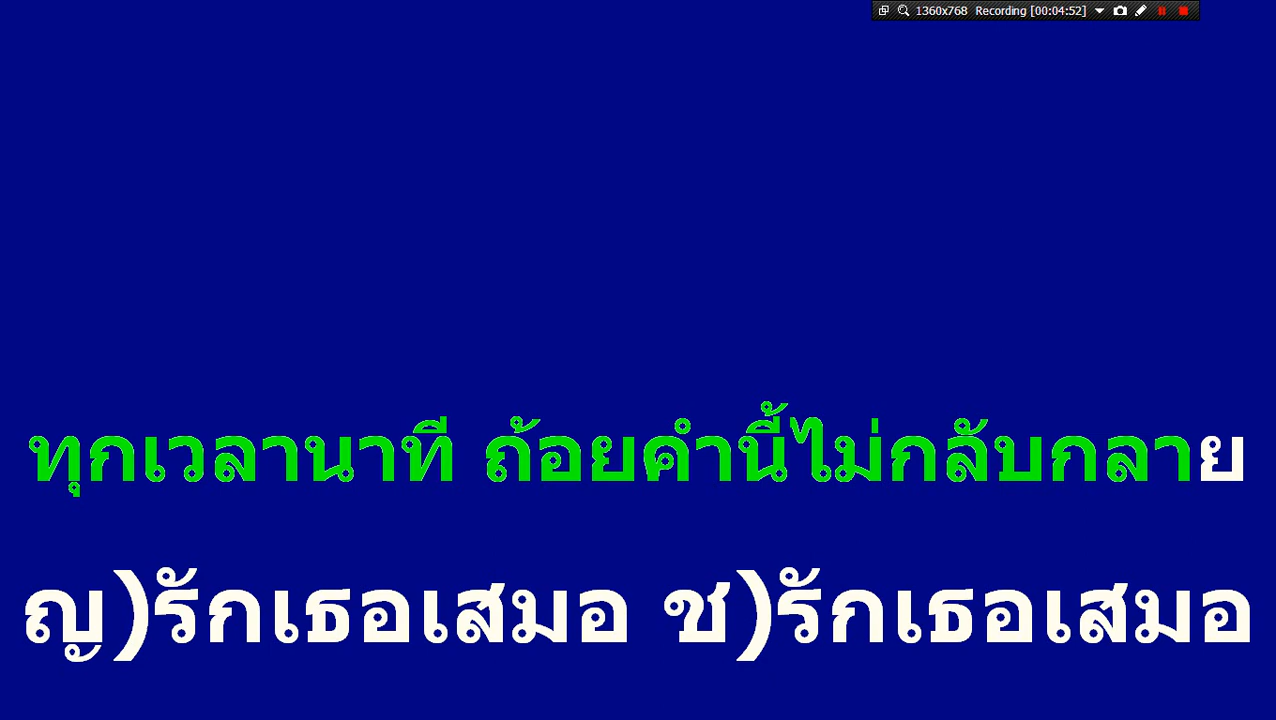 1360x768 Recording [00:04:52]
ทุกเวลานาที ถ้อยคำนี้ไม่กลับกลาย
ญ)รักเธอเสมอ ช)รักเธอเสมอ